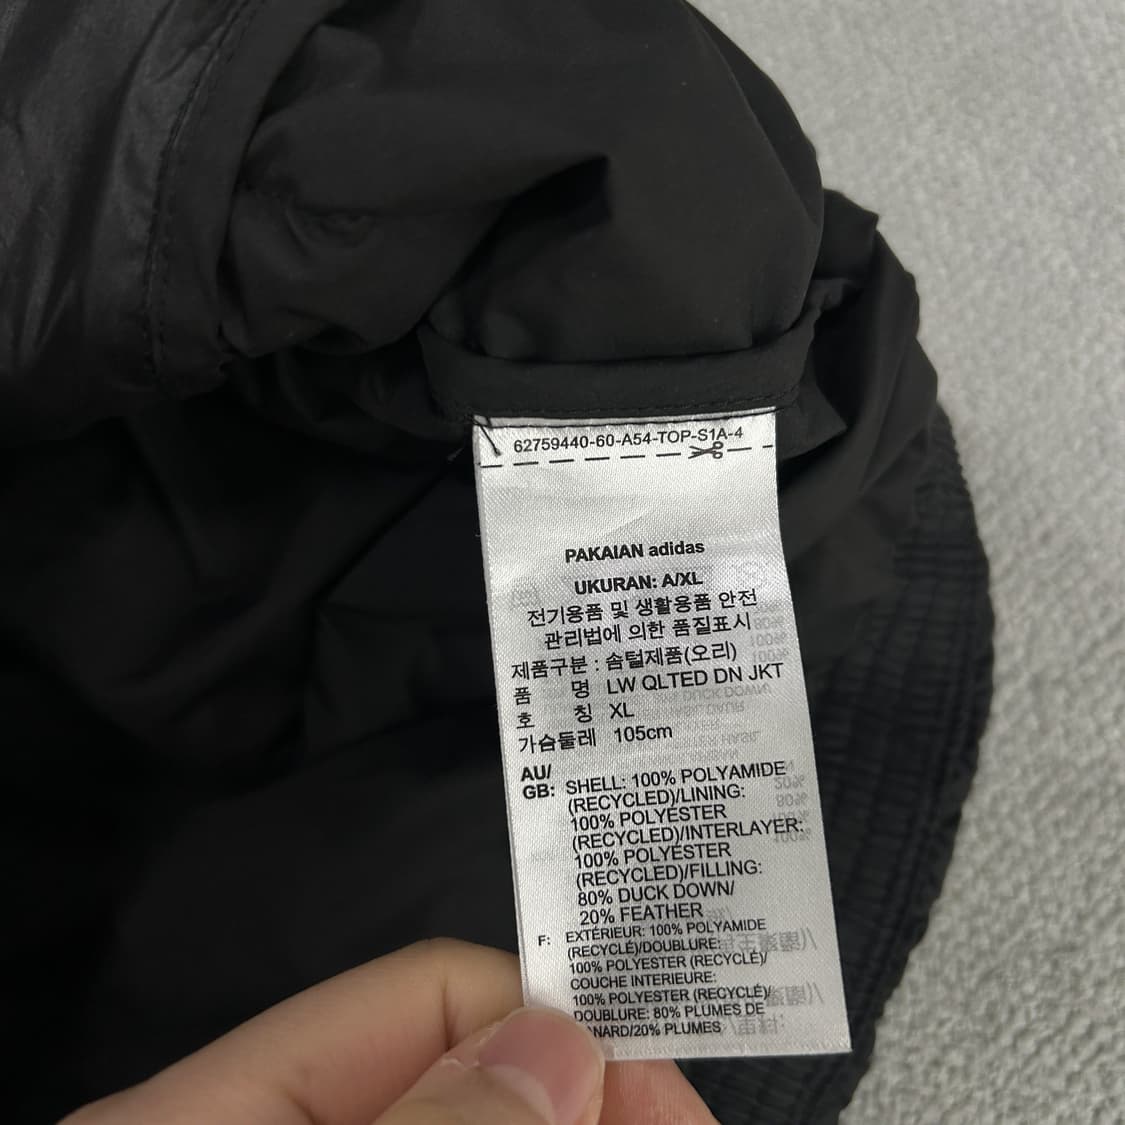 62759440-60-A54-TOP-S1A-4
PAKAIAN adidas
UKURAN: A/XL
전기용품 및 생활용품 안전
관리법에 의한 품질표시
제품구분 : 솜털제품(오리)
품 명 LW QLTED DN JKT
호 칭 XL
가슴둘레 105cm
AU/
GB: SHELL: 100% POLYAMIDE
(RECYCLED)/LINING:
100% POLYESTER
(RECYCLED)/INTERLAYER:
100% POLYESTER
(RECYCLED)/FILLING:
80% DUCK DOWN/
20% FEATHER
F: EXTÉRIEUR: 100% POLYAMIDE
(RECYCLÉ)/DOUBLURE:
100% POLYESTER (RECYCLÉ)/
COUCHE INTERIEURE:
100% POLYESTER (RECYCLÉ)/
DOUBLURE: 80% PLUMES DE
NARD/20% PLUMES